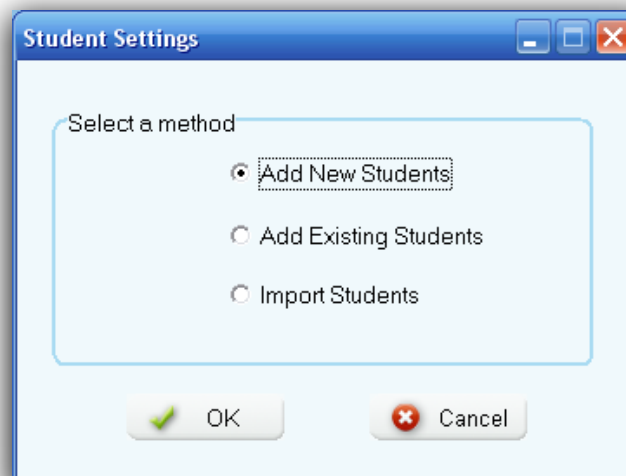 Student Settings
Select a method
Add New Students
Add Existing Students
Import Students
OK
Cancel